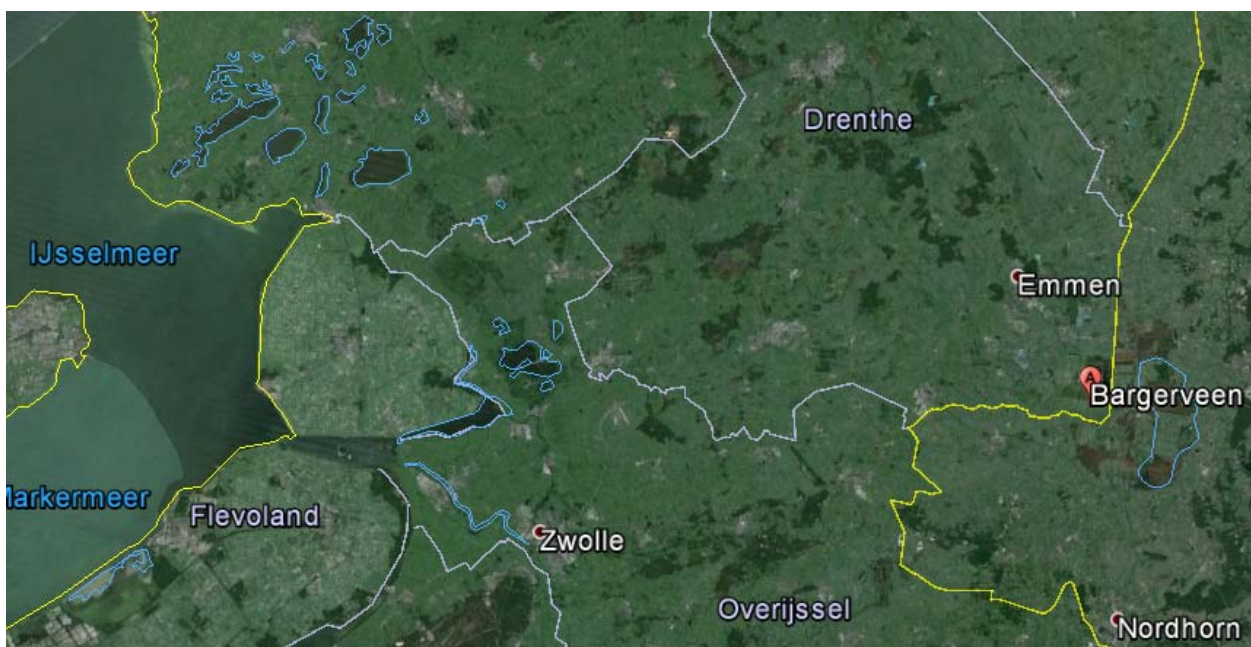 Drenthe
IJsselmeer
Emmen
A
Bargerveen
Markermeer
Flevoland
Zwolle
Overijssel
Nordhorn